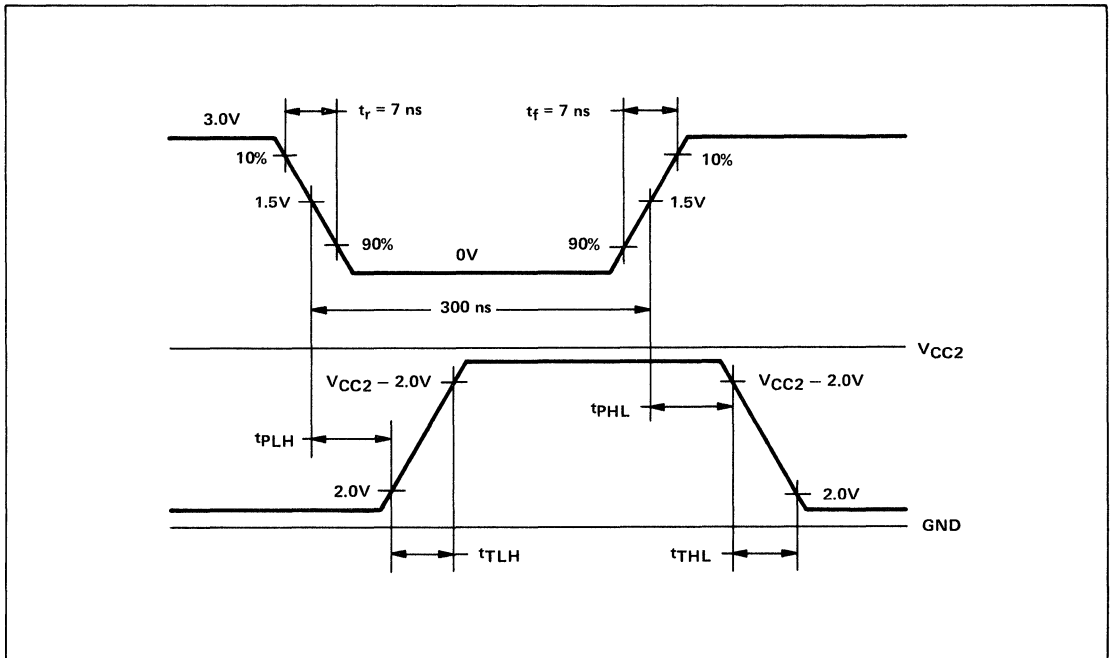 tr = 7 ns
tf = 7 ns
3.0V
10%
10%
1.5V
1.5V
90%
0V
90%
300 ns
VCC2
VCC2 – 2.0V
VCC2 – 2.0V
tPHL
tPLH
2.0V
2.0V
GND
tTLH
tTHL